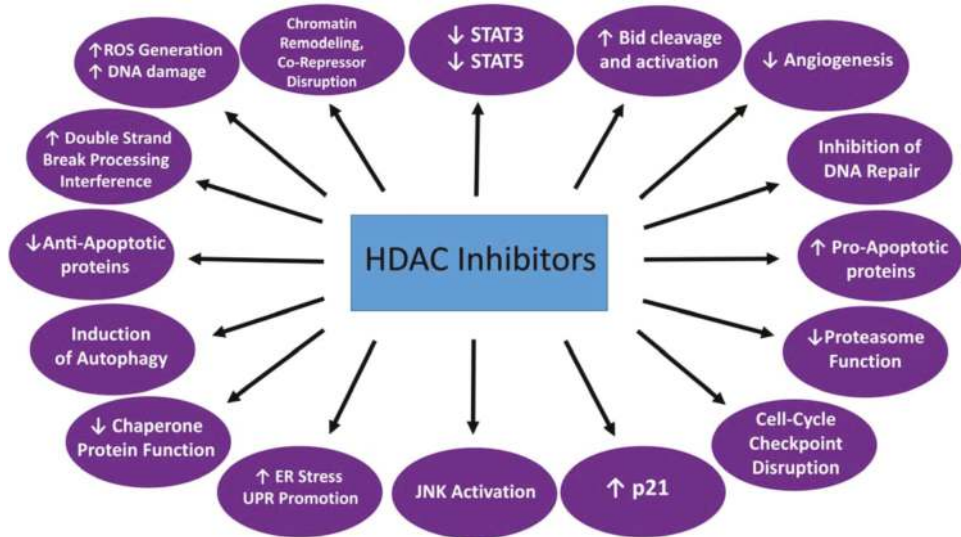 ↑ROS Generation
↑ DNA damage
Chromatin
Remodeling,
Co-Repressor
Disruption
↓ STAT3
↓ STAT5
↑ Bid cleavage
and activation
↓ Angiogenesis
↑ Double Strand
Break Processing
Interference
Inhibition of
DNA Repair
↓Anti-Apoptotic
proteins
HDAC Inhibitors
↑ Pro-Apoptotic
proteins
Induction
of Autophagy
↓Proteasome
Function
↓ Chaperone
Protein Function
Cell-Cycle
Checkpoint
Disruption
↑ ER Stress
UPR Promotion
JNK Activation
↑ p21